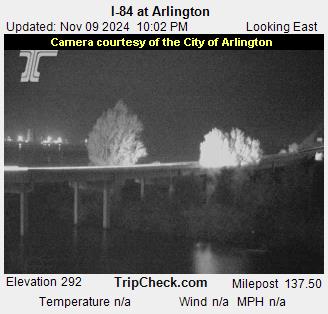 I-84 at Arlington
Updated: Nov 09 2024 10:02 PM Looking East
Camera courtesy of the City of Arlington
Elevation 292 TripCheck.com Milepost 137.50
Temperature n/a Wind n/a MPH n/a